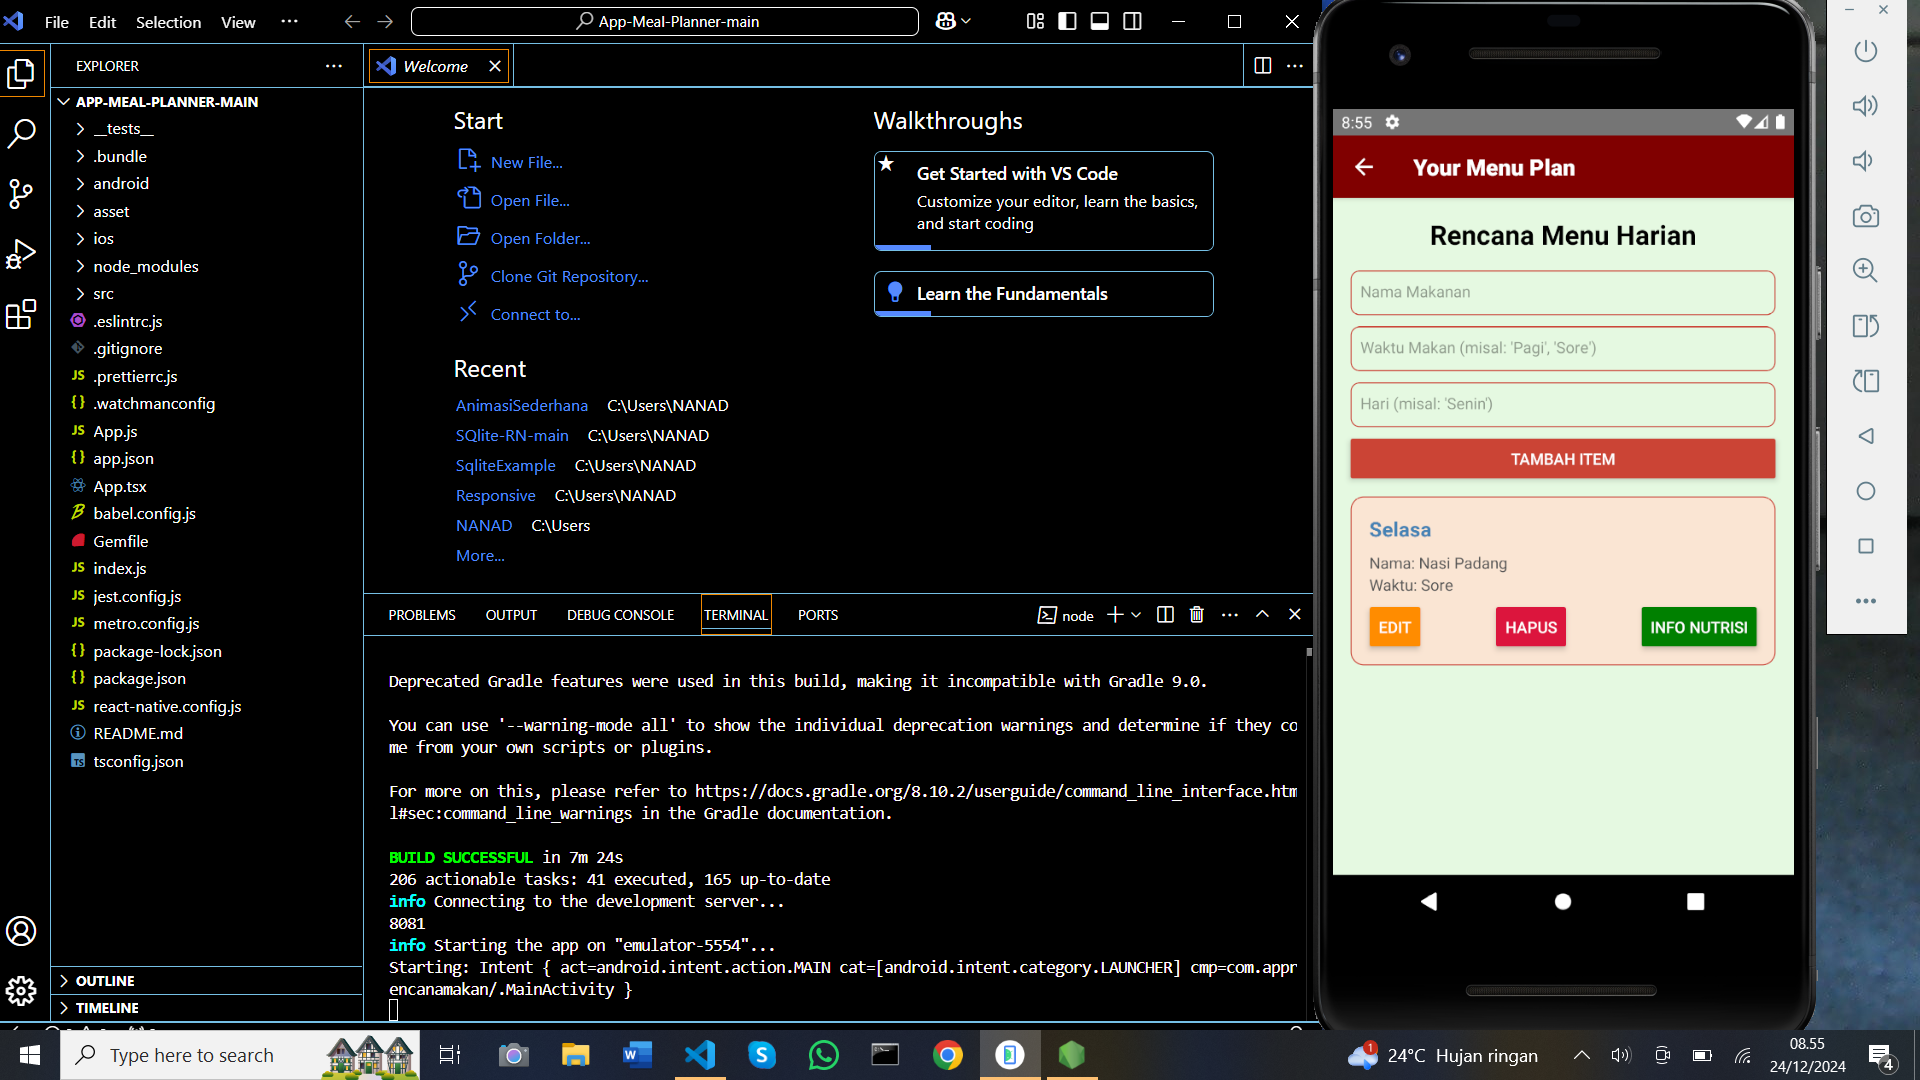 File Edit Selection View
App-Meal-Planner-main
EXPLORER
APP-MEAL-PLANNER-MAIN
__tests__
.bundle
android
asset
ios
node_modules
src
.eslintrc.js
.gitignore
JS .prettierrc.js
{} .watchmanconfig
JS App.js
{} app.json
App.tsx
babel.config.js
Gemfile
JS index.js
JS jest.config.js
JS metro.config.js
{} package-lock.json
{} package.json
JS react-native.config.js
README.md
TS tsconfig.json
OUTLINE
TIMELINE
Welcome
Start
New File...
Open File...
Open Folder...
Clone Git Repository...
Connect to...
Recent
AnimasiSederhana C:\Users\NANAD
SQlite-RN-main C:\Users\NANAD
SqliteExample C:\Users\NANAD
Responsive C:\Users\NANAD
NANAD C:\Users
More...
Walkthroughs
Get Started with VS Code
Customize your editor, learn the basics,
and start coding
Learn the Fundamentals
PROBLEMS OUTPUT DEBUG CONSOLE TERMINAL PORTS
node
Deprecated Gradle features were used in this build, making it incompatible with Gradle 9.0.
You can use '--warning-mode all' to show the individual deprecation warnings and determine if they co
me from your own scripts or plugins.
For more on this, please refer to https://docs.gradle.org/8.10.2/userguide/command_line_interface.htm
l#sec:command_line_warnings in the Gradle documentation.
BUILD SUCCESSFUL in 7m 24s
206 actionable tasks: 41 executed, 165 up-to-date
info Connecting to the development server...
8081
info Starting the app on "emulator-5554"...
Starting: Intent { act=android.intent.action.MAIN cat=[android.intent.category.LAUNCHER] cmp=com.appr
encanamakan/.MainActivity }
8:55
Your Menu Plan
Rencana Menu Harian
Nama Makanan
Waktu Makan (misal: 'Pagi', 'Sore')
Hari (misal: 'Senin')
TAMBAH ITEM
Selasa
Nama: Nasi Padang
Waktu: Sore
EDIT HAPUS INFO NUTRISI
Type here to search
1
24°C Hujan ringan
08.55
24/12/2024
4